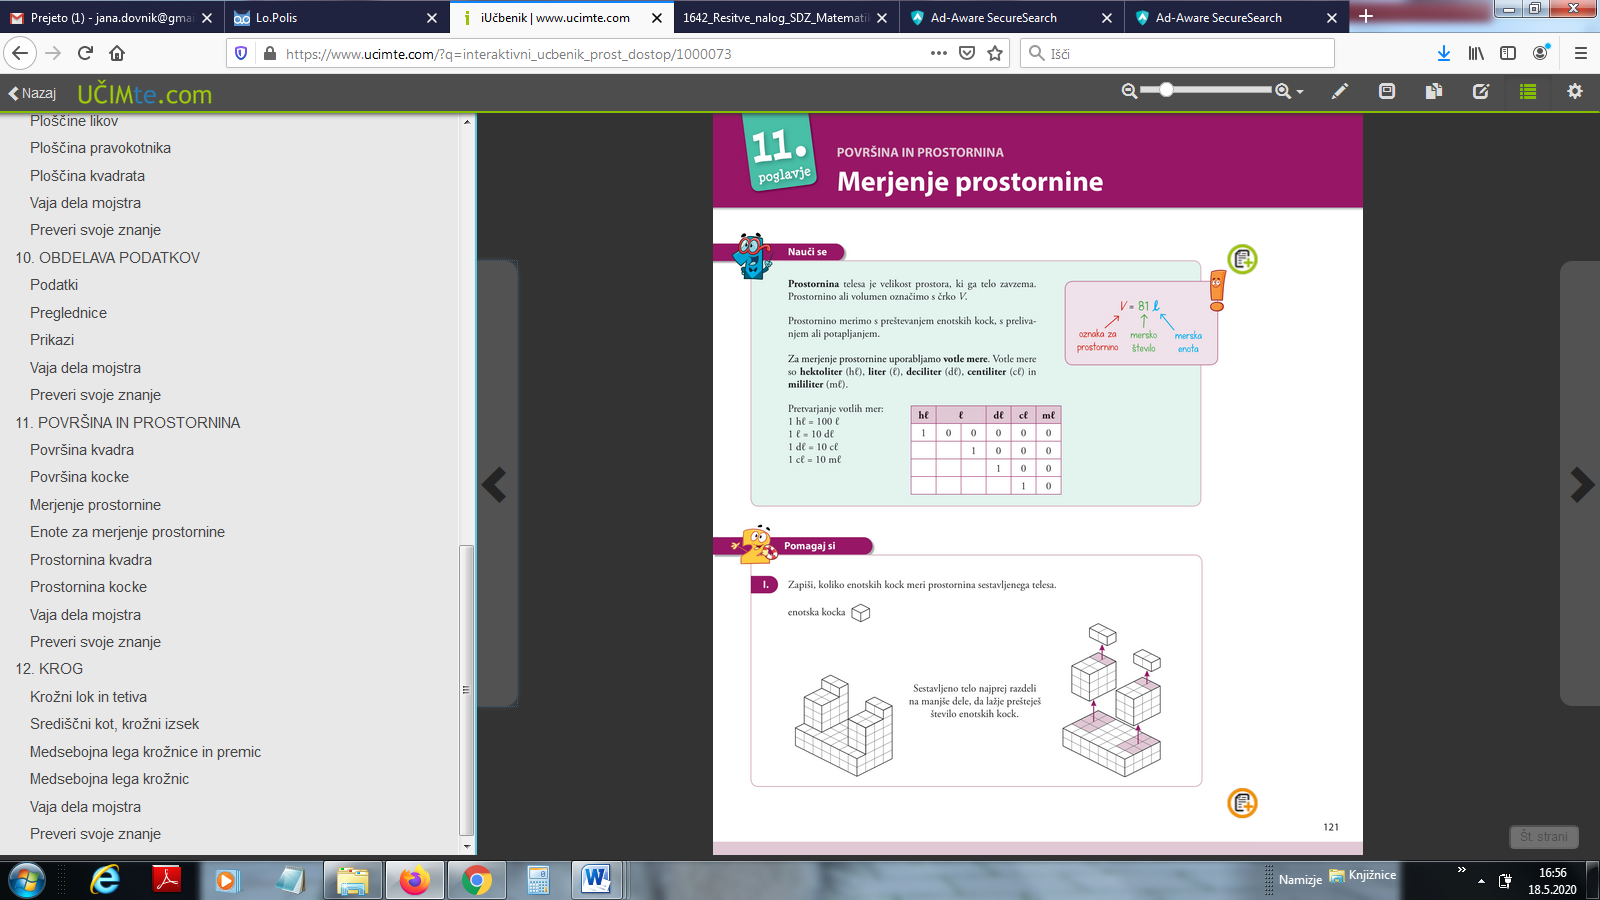 Prejeto (1) - jana.dovnik@gmai
Lo.Polis
iUčbenik | www.ucimte.com
1642_Resitve_nalog_SDZ_Matemati
Ad-Aware SecureSearch
Ad-Aware SecureSearch
https://www.ucimte.com/?q=interaktivni_ucbenik_prost_dostop/1000073
Išči
Nazaj
UČIMte.com
Ploščine likov
Ploščina pravokotnika
Ploščina kvadrata
Vaja dela mojstra
Preveri svoje znanje
10. OBDELAVA PODATKOV
Podatki
Preglednice
Prikazi
Vaja dela mojstra
Preveri svoje znanje
11. POVRŠINA IN PROSTORNINA
Površina kvadra
Površina kocke
Merjenje prostornine
Enote za merjenje prostornine
Prostornina kvadra
Prostornina kocke
Vaja dela mojstra
Preveri svoje znanje
12. KROG
Krožni lok in tetiva
Središčni kot, krožni izsek
Medsebojna lega krožnice in premic
Medsebojna lega krožnic
Vaja dela mojstra
Preveri svoje znanje
11.
poglavje
POVRŠINA IN PROSTORNINA
Merjenje prostornine
Nauči se
Prostornina telesa je velikost prostora, ki ga telo zavzema.
Prostornino ali volumen označimo s črko V.
Prostornino merimo s preštevanjem enotskih kock, s preliva-
njem ali potapljanjem.
Za merjenje prostornine uporabljamo votle mere. Votle mere
so hektoliter (hℓ), liter (ℓ), deciliter (dℓ), centiliter (cℓ) in
mililiter (mℓ).
Pretvarjanje votlih mer:
1 hℓ = 100 ℓ
1 ℓ = 10 dℓ
1 dℓ = 10 cℓ
1 cℓ = 10 mℓ
hℓ ℓ dℓ cℓ mℓ
1 0 0 0 0 0
1 0 0 0
1 0 0
1 0
V = 81 ℓ
oznaka za mersko merska
prostornino število enota
Pomagaj si
I. Zapiši, koliko enotskih kock meri prostornina sestavljenega telesa.
enotska kocka
Sestavljeno telo najprej razdeli
na manjše dele, da lažje prešteješ
število enotskih kock.
121
Št. strani
Namizje
Knjižnice
16:56
18.5.2020